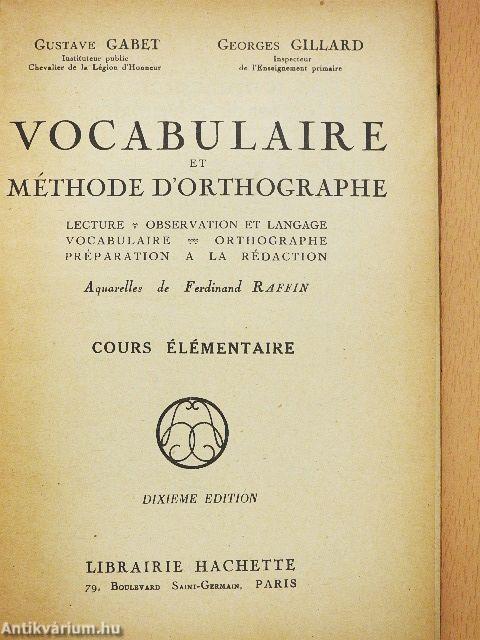 GUSTAVE GABET
Instituteur public
Chevalier de la Légion d'Honneur
GEORGES GILLARD
Inspecteur
de l'Enseignement primaire
VOCABULAIRE
ET
MÉTHODE D'ORTHOGRAPHE
LECTURE OBSERVATION ET LANGAGE
VOCABULAIRE ORTHOGRAPHE
PRÉPARATION A LA RÉDACTION
Aquarelles de Ferdinand RAFFIN
COURS ÉLÉMENTAIRE
DIXIEME EDITION
LIBRAIRIE HACHETTE
79, BOULEVARD SAINT-GERMAIN, PARIS
Antikvárium.hu